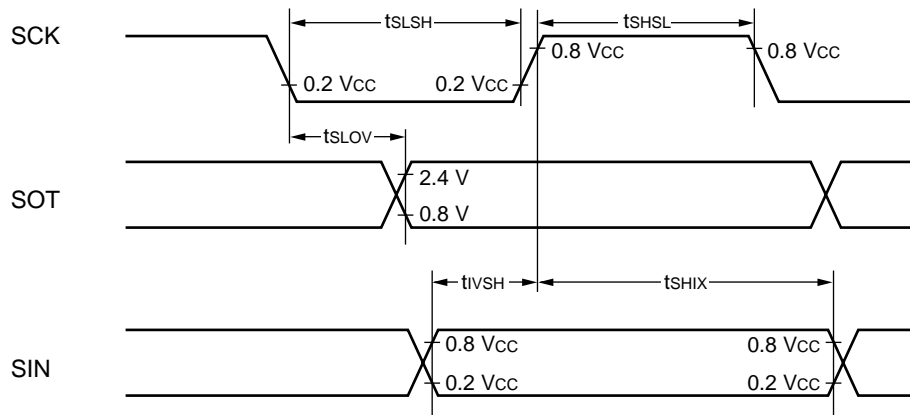 tSLSH tSHSL
SCK
0.8 VCC 0.8 VCC
0.2 VCC 0.2 VCC
tSLOV
SOT
2.4 V
0.8 V
tIVSH tSHIX
SIN
0.8 VCC 0.8 VCC
0.2 VCC 0.2 VCC